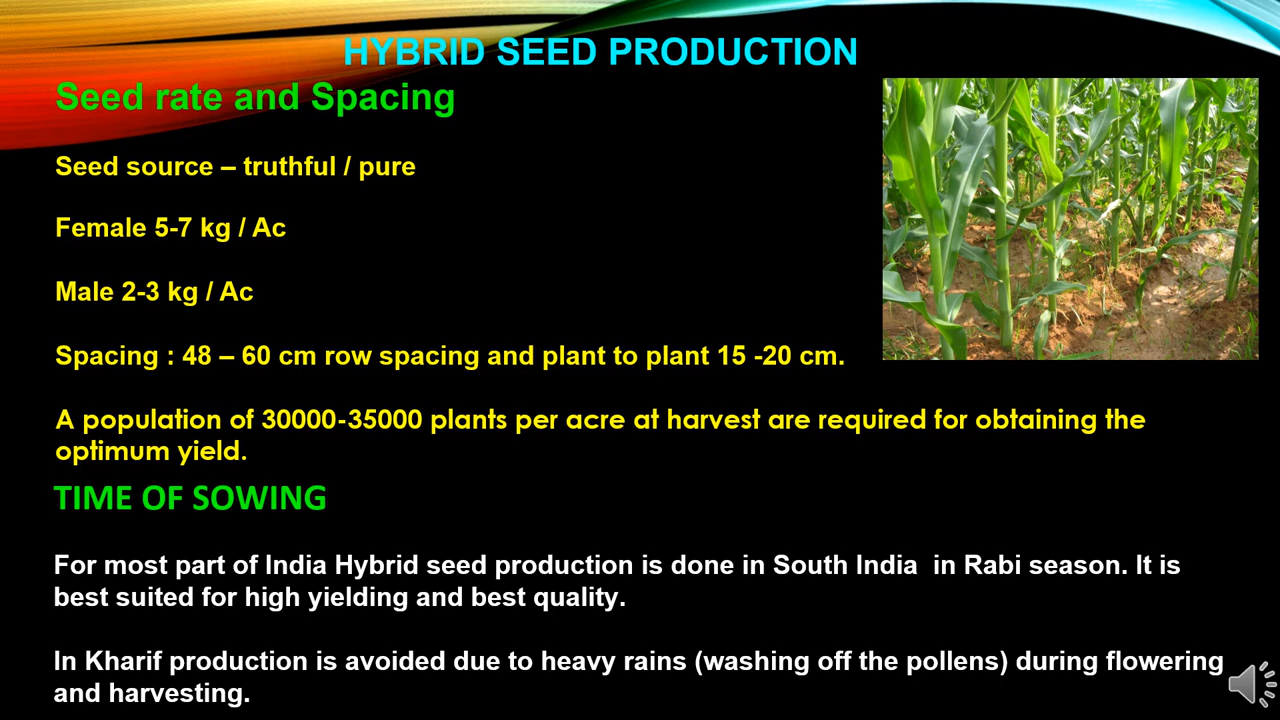 HYBRID SEED PRODUCTION
Seed rate and Spacing
Seed source – truthful / pure
Female 5-7 kg / Ac
Male 2-3 kg / Ac
Spacing : 48 – 60 cm row spacing and plant to plant 15 -20 cm.
A population of 30000-35000 plants per acre at harvest are required for obtaining the
optimum yield.
TIME OF SOWING
For most part of India Hybrid seed production is done in South India  in Rabi season. It is
best suited for high yielding and best quality.
In Kharif production is avoided due to heavy rains (washing off the pollens) during flowering
and harvesting.